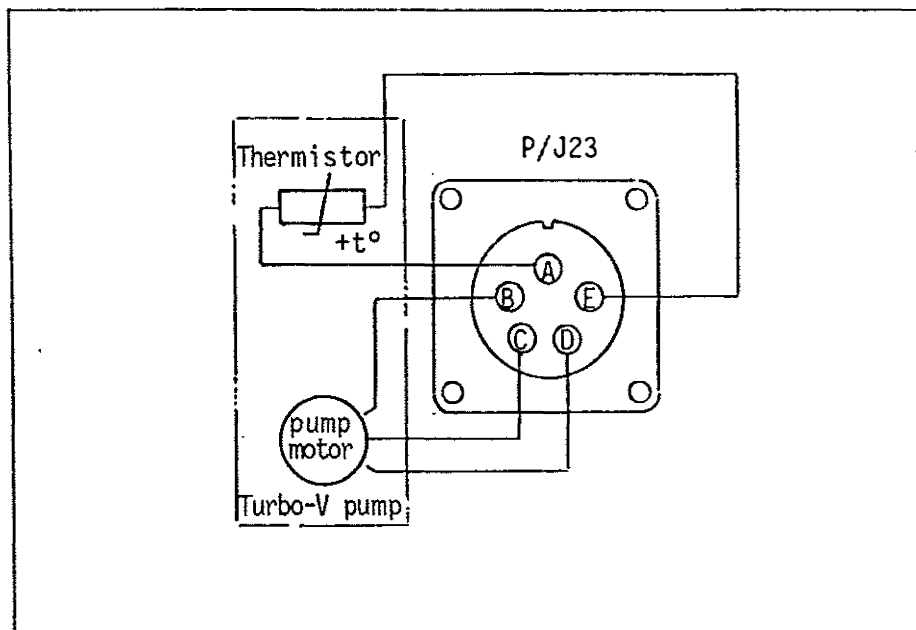 P/J23
Thermistor
+t°
A
B
E
C
D
pump
motor
Turbo-V pump